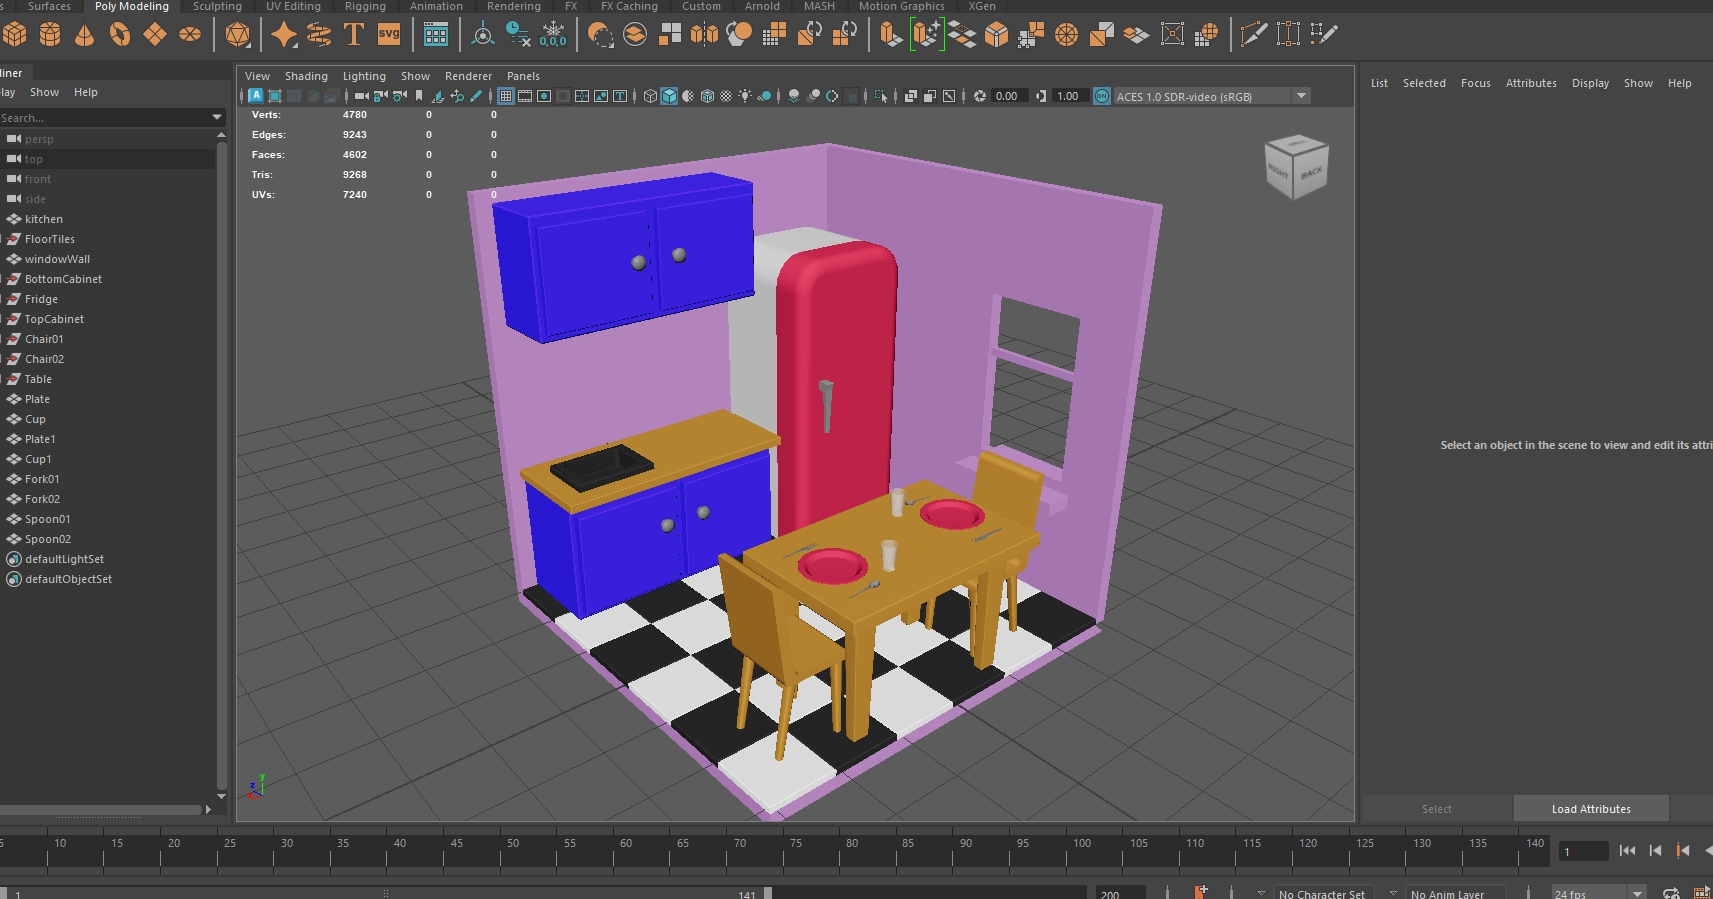 s Surfaces Poly Modeling Sculpting UV Editing Rigging Animation Rendering FX FX Caching Custom Arnold MASH Motion Graphics XGen
T svg 0,0,0
liner
lay Show Help
Search...
persp
top
front
side
kitchen
FloorTiles
windowWall
BottomCabinet
Fridge
TopCabinet
Chair01
Chair02
Table
Plate
Cup
Plate1
Cup1
Fork01
Fork02
Spoon01
Spoon02
defaultLightSet
defaultObjectSet
View Shading Lighting Show Renderer Panels
A T 0.00 1.00 ON ACES 1.0 SDR-video (sRGB)
Verts: 4780 0 0
Edges: 9243 0 0
Faces: 4602 0 0
Tris: 9268 0 0
UVs: 7240 0 0
RIGHT BACK
y
z
List Selected Focus Attributes Display Show Help
Select an object in the scene to view and edit its attri
Select Load Attributes
5 10 15 20 25 30 35 40 45 50 55 60 65 70 75 80 85 90 95 100 105 110 115 120 125 130 135 140 1
1 141 200 No Character Set No Anim Layer 24 fps